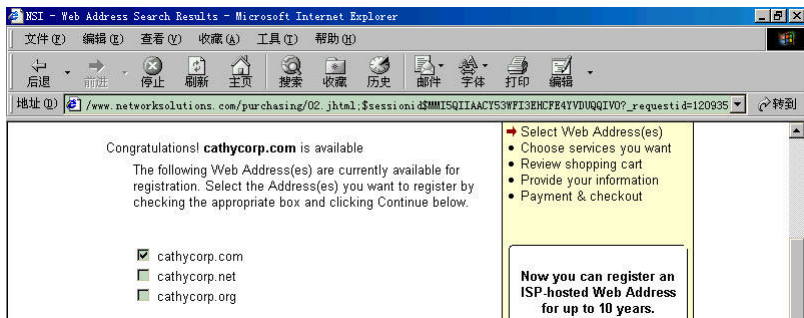 NSI - Web Address Search Results - Microsoft Internet Explorer
文件(F) 编辑(E) 查看(V) 收藏(A) 工具(T) 帮助(H)
后退 前进 停止 刷新 主页 搜索 收藏 历史 邮件 字体 打印 编辑
地址(D) /www.networksolutions.com/purchasing/02.jhtml;$sessionid$MMI5QIIAACY53WFI3EHCFE4YVDUQQIVO?_requestid=120935 转到
Congratulations! cathycorp.com is available
The following Web Address(es) are currently available for
registration. Select the Address(es) you want to register by
checking the appropriate box and clicking Continue below.
cathycorp.com
cathycorp.net
cathycorp.org
Select Web Address(es)
Choose services you want
Review shopping cart
Provide your information
Payment & checkout
Now you can register an
ISP-hosted Web Address
for up to 10 years.